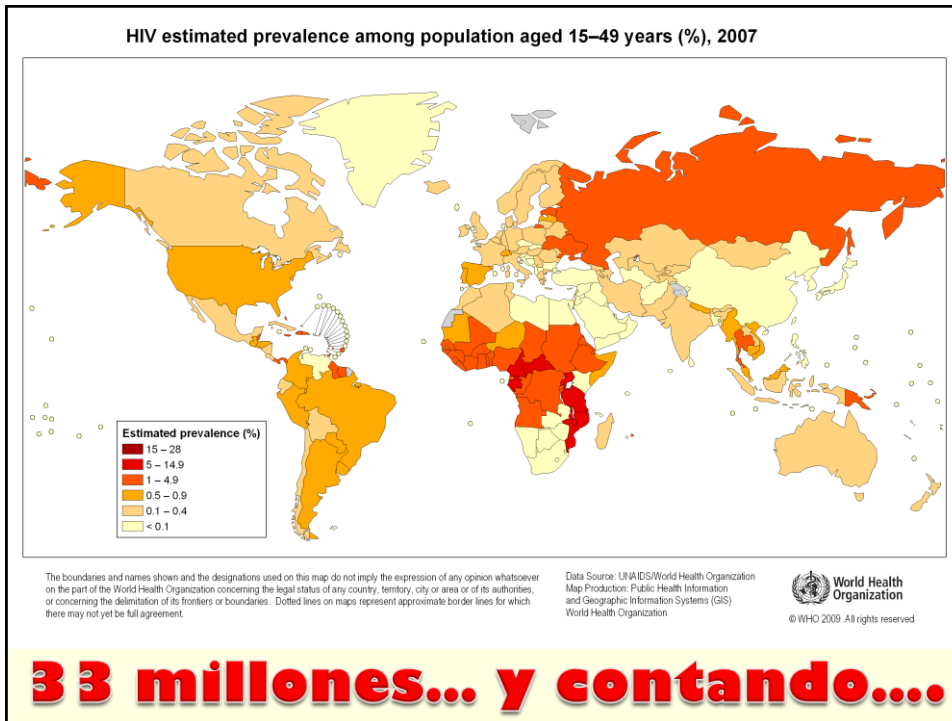 HIV estimated prevalence among population aged 15–49 years (%), 2007
Estimated prevalence (%)
15 – 28
5 – 14.9
1 – 4.9
0.5 – 0.9
0.1 – 0.4
< 0.1
The boundaries and names shown and the designations used on this map do not imply the expression of any opinion whatsoever
on the part of the World Health Organization concerning the legal status of any country, territory, city or area or of its authorities,
or concerning the delimitation of its frontiers or boundaries. Dotted lines on maps represent approximate border lines for which
there may not yet be full agreement.
Data Source: UNAIDS/World Health Organization
Map Production: Public Health Information
and Geographic Information Systems (GIS)
World Health Organization
World Health
Organization
© WHO 2009. All rights reserved
33 millones... y contando....